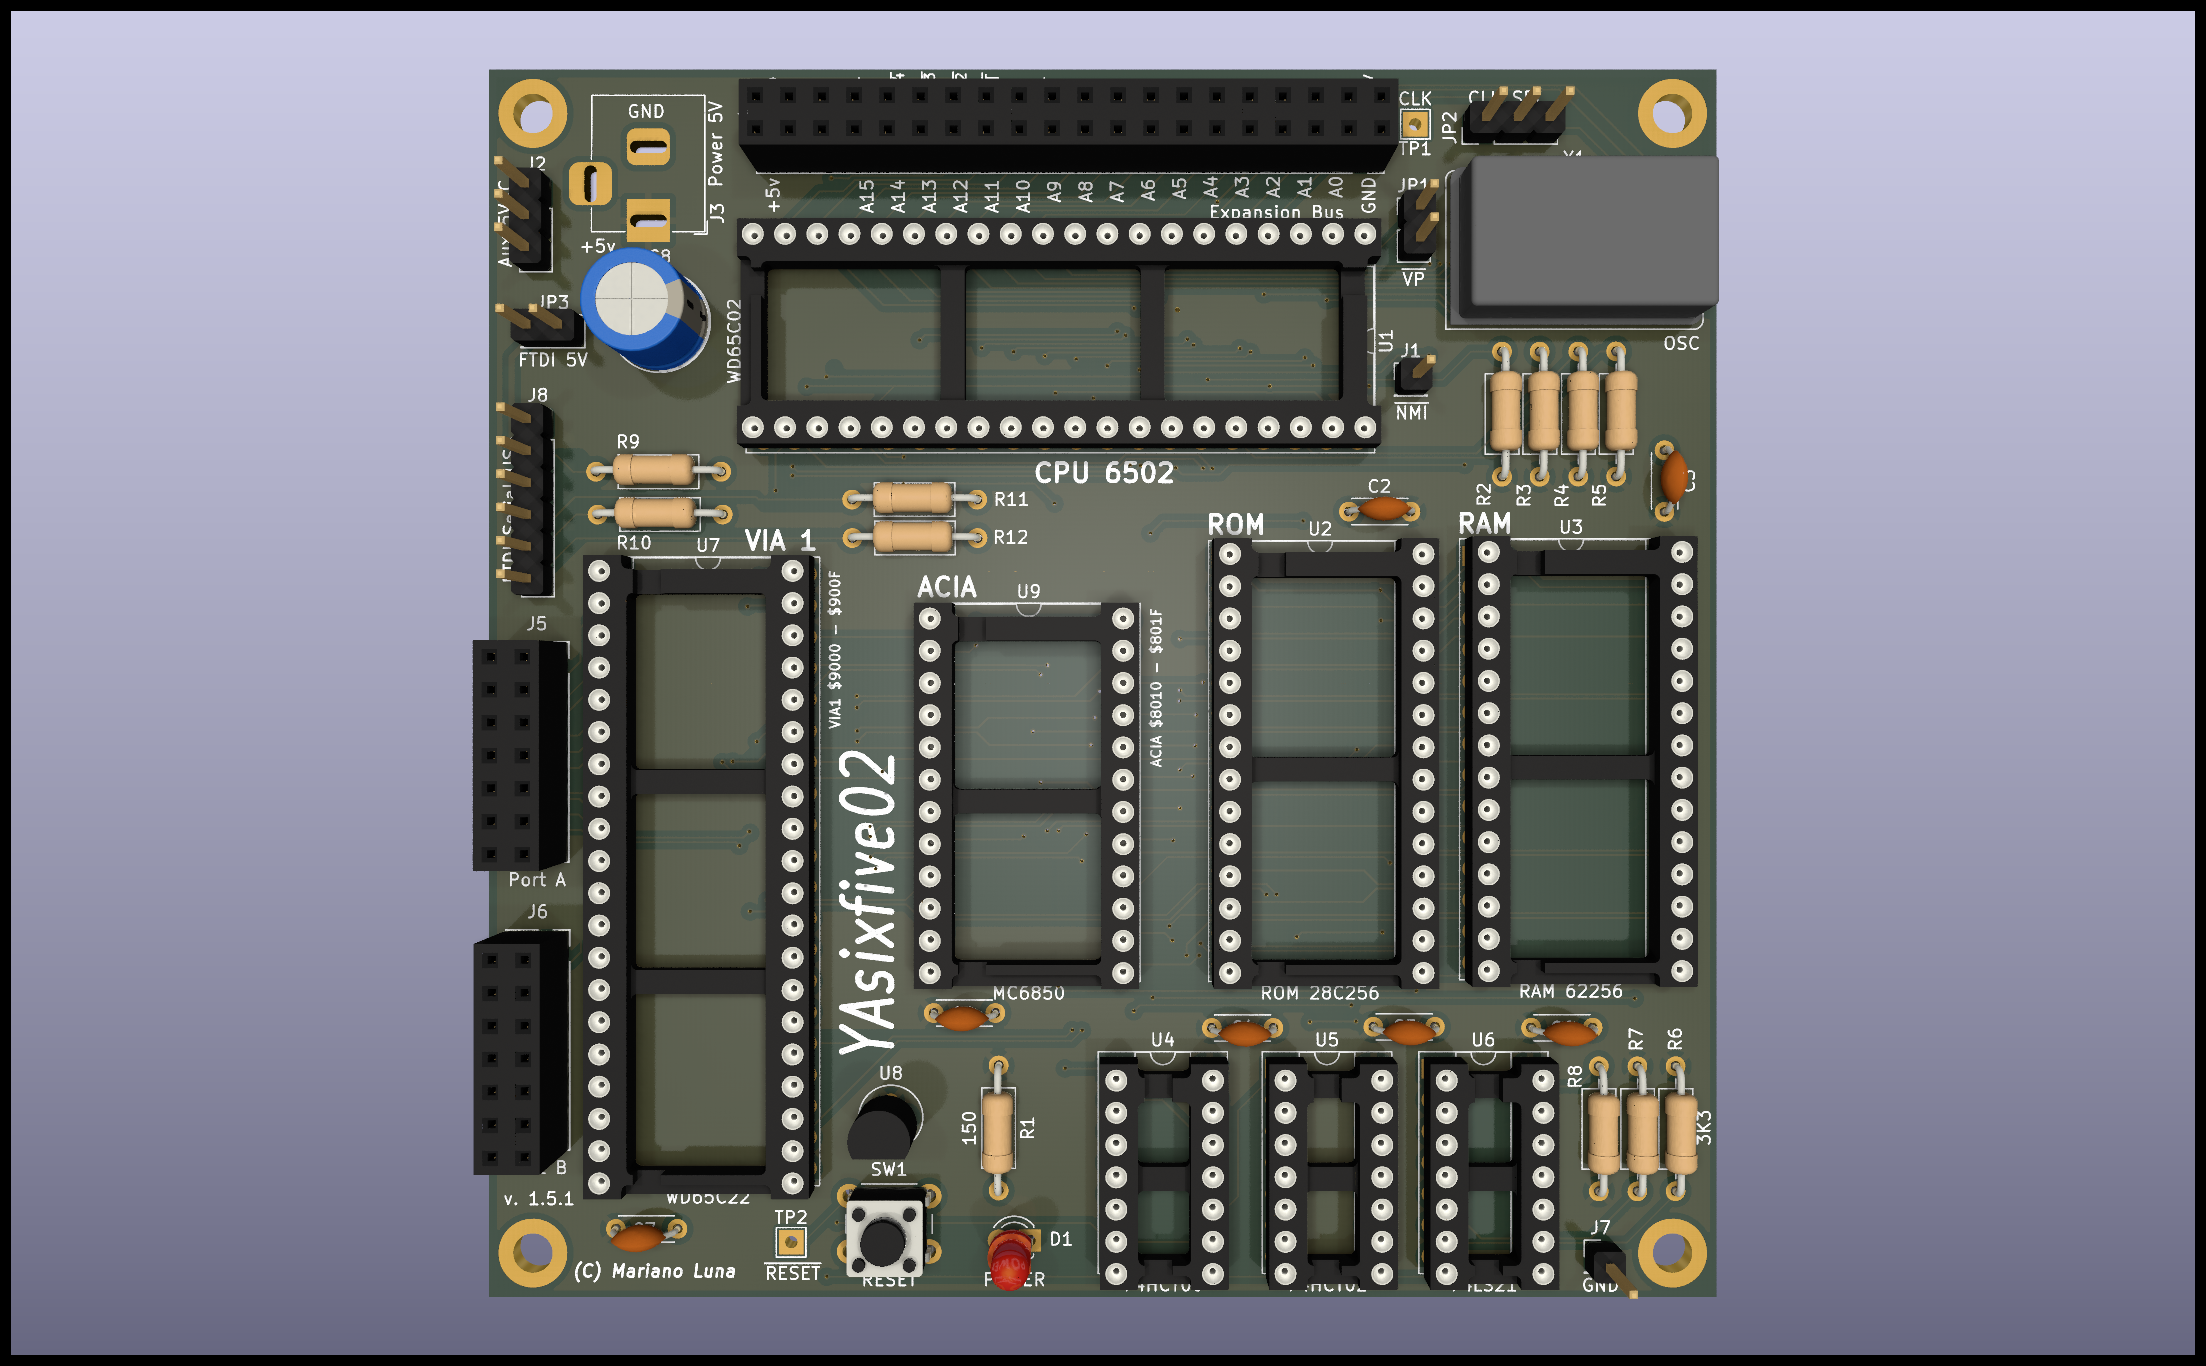 GND
J3 Power 5V
+5v
J2
+5v
A15
A14
A13
A12
A11
A10
A9
A8
A7
A6
A5
A4
A3
A2
A1
A0
GND
Expansion Bus
CLK
TP1
JP2
JP1
VP
OSC
JP3
FTDI 5V
WD65C02
U1
J1
NMI
J8
R9
R10
CPU 6502
R11
R12
R2
R3
R4
R5
C2
U7
VIA 1
VIA1 $9000 - $900F
ACIA
U9
ACIA $8010 - $801F
ROM
U2
RAM
U3
J5
Port A
J6
B
v. 1.5.1
YAsixfive02
MC6850
ROM 28C256
RAM 62256
U8
SW1
150
R1
U4
U5
U6
R8
R7
R6
3K3
WD65C22
TP2
RESET
RESET
D1
J7
GND
(C) Mariano Luna